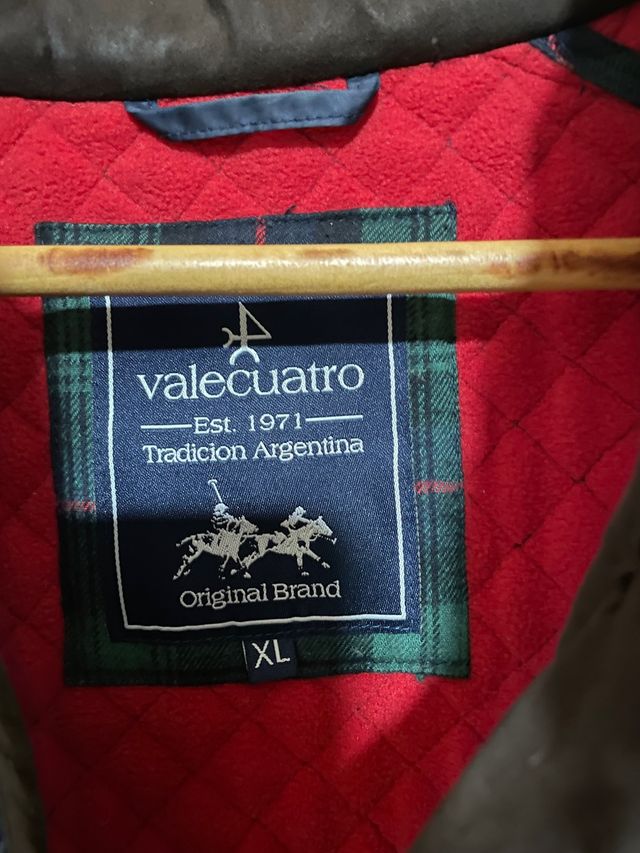 valecuatro
Est. 1971
Tradicion Argentina
Original Brand
XL